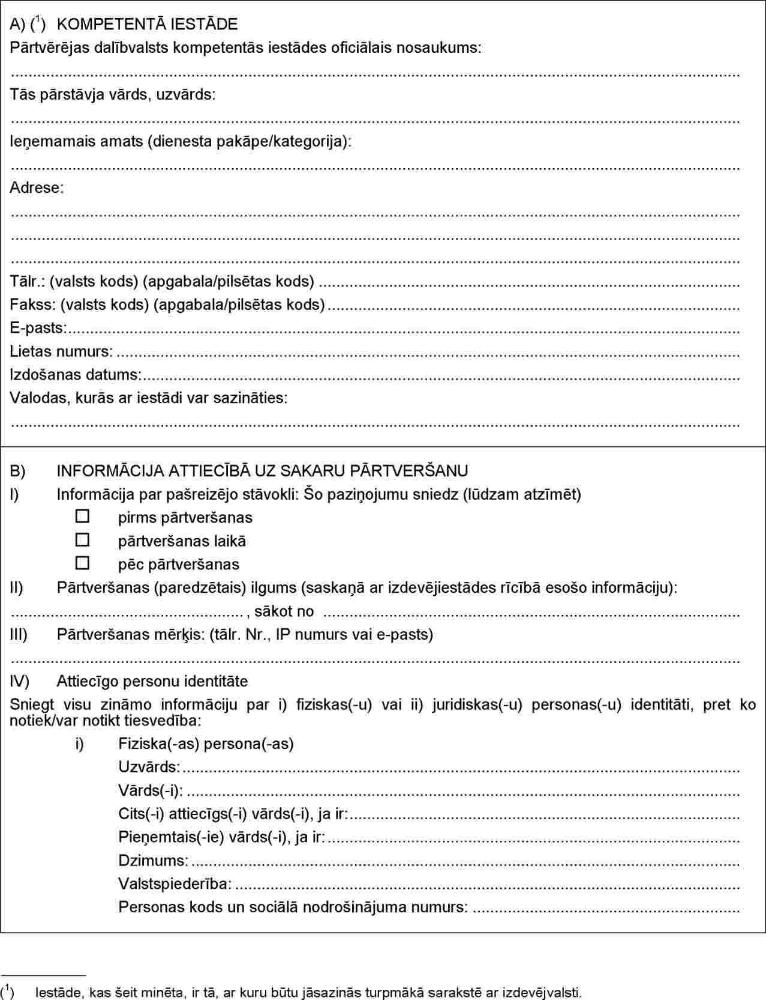 A) (1) KOMPETENTĀ IESTĀDE
Pārtvērējas dalībvalsts kompetentās iestādes oficiālais nosaukums:
..........
Tās pārstāvja vārds, uzvārds:
..........
Ieņemamais amats (dienesta pakāpe/kategorija):
..........
Adrese:
..........
..........
..........
Tālr.: (valsts kods) (apgabala/pilsētas kods) ..........
Fakss: (valsts kods) (apgabala/pilsētas kods) ..........
E-pasts: ..........
Lietas numurs: ..........
Izdošanas datums: ..........
Valodas, kurās ar iestādi var sazināties:
..........
B) INFORMĀCIJA ATTIECĪBĀ UZ SAKARU PĀRTVERŠANU
I) Informācija par pašreizējo stāvokli: Šo paziņojumu sniedz (lūdzam atzīmēt)
☐ pirms pārtveršanas
☐ pārtveršanas laikā
☐ pēc pārtveršanas
II) Pārtveršanas (paredzētais) ilgums (saskaņā ar izdevējiestādes rīcībā esošo informāciju):
.........., sākot no ..........
III) Pārtveršanas mērķis: (tālr. Nr., IP numurs vai e-pasts)
..........
IV) Attiecīgo personu identitāte
Sniegt visu zināmo informāciju par i) fiziskas(-u) vai ii) juridiskas(-u) personas(-u) identitāti, pret ko
notiek/var notikt tiesvedība:
i) Fiziska(-as) persona(-as)
Uzvārds: ..........
Vārds(-i): ..........
Cits(-i) attiecīgs(-i) vārds(-i), ja ir: ..........
Pieņemtais(-ie) vārds(-i), ja ir: ..........
Dzimums: ..........
Valstspiederība: ..........
Personas kods un sociālā nodrošinājuma numurs: ..........
(1) Iestāde, kas šeit minēta, ir tā, ar kuru būtu jāsazinās turpmākā sarakstē ar izdevējvalsti.